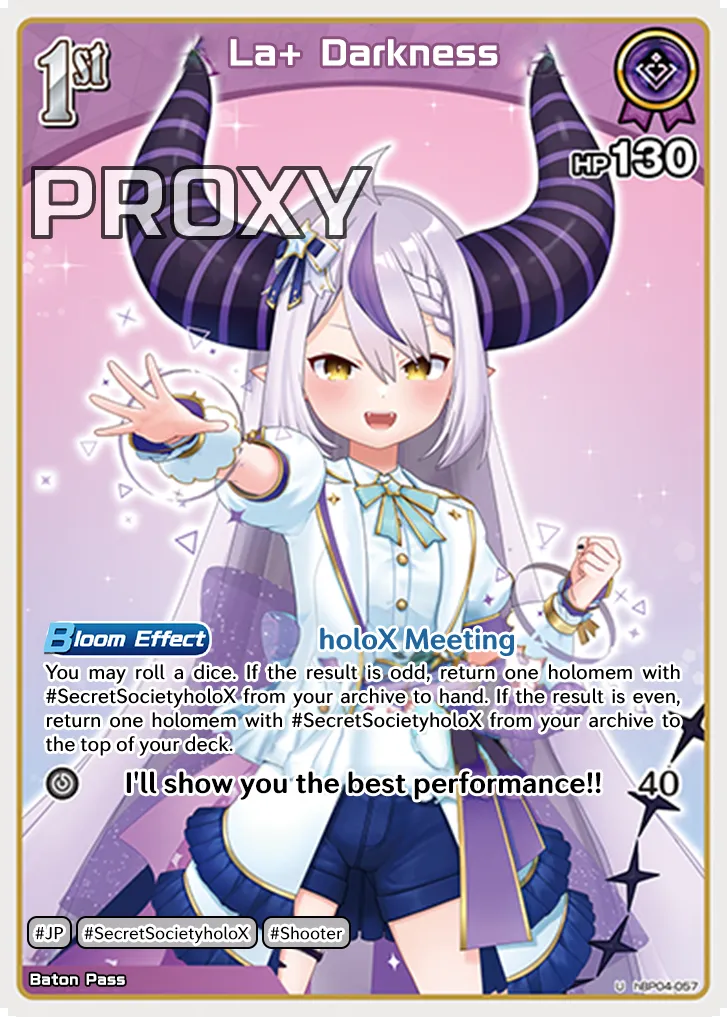 1st
La+ Darkness
HP130
PROXY
Bloom Effect
holoX Meeting
You may roll a dice. If the result is odd, return one holomem with
#SecretSocietyholoX from your archive to hand. If the result is even,
return one holomem with #SecretSocietyholoX from your archive to
the top of your deck.
I'll show you the best performance!! 40
#JP #SecretSocietyholoX #Shooter
Baton Pass
U hBP04-057